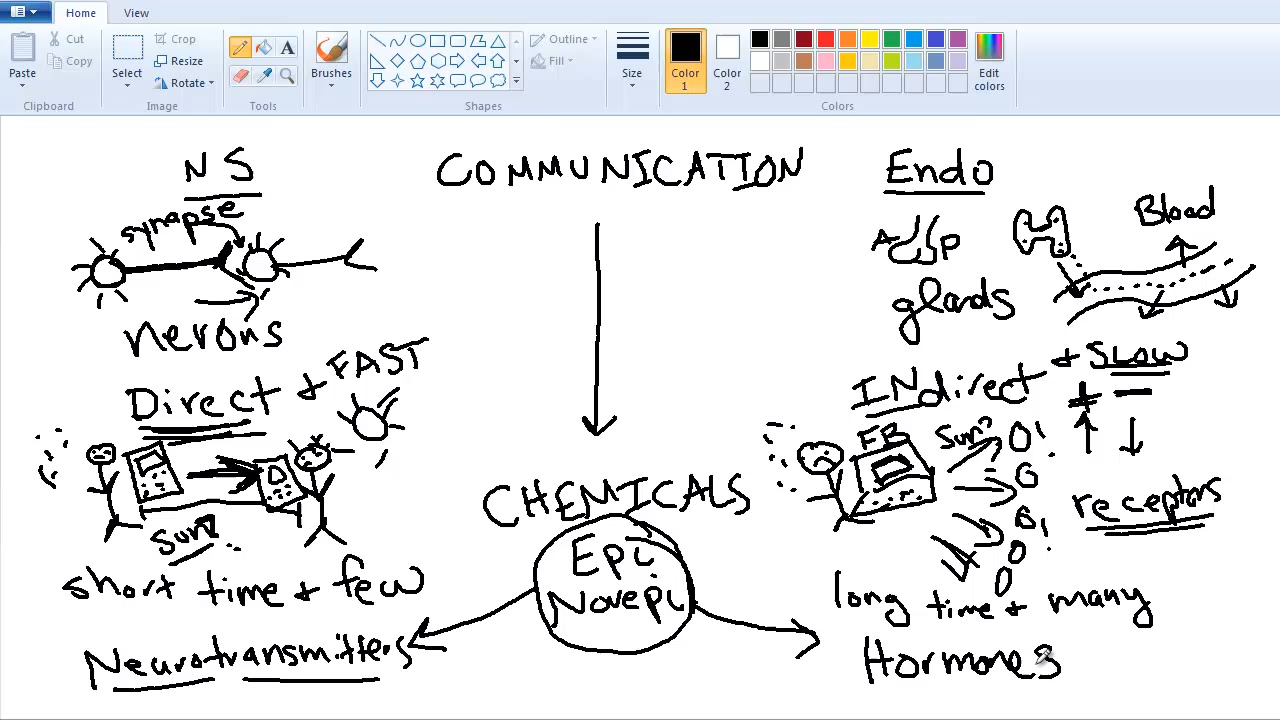 Home
View
Paste
Cut
Copy
Clipboard
Select
Crop
Rotate
Image
A
Tools
Brushes
Shapes
Outline
Fill
Size
Color 1
Color 2
Edit colors
Colors
NS
COMMUNICATION
Endo
synapse
A P
Blood
nerons
glands
Direct + FAST
INdirect + SLOW
+ −
FB
sun?
sun?
CHEMICALS
receptors
Epi
Norepi
short time + few
long time + many
Neurotransmitters
Hormones